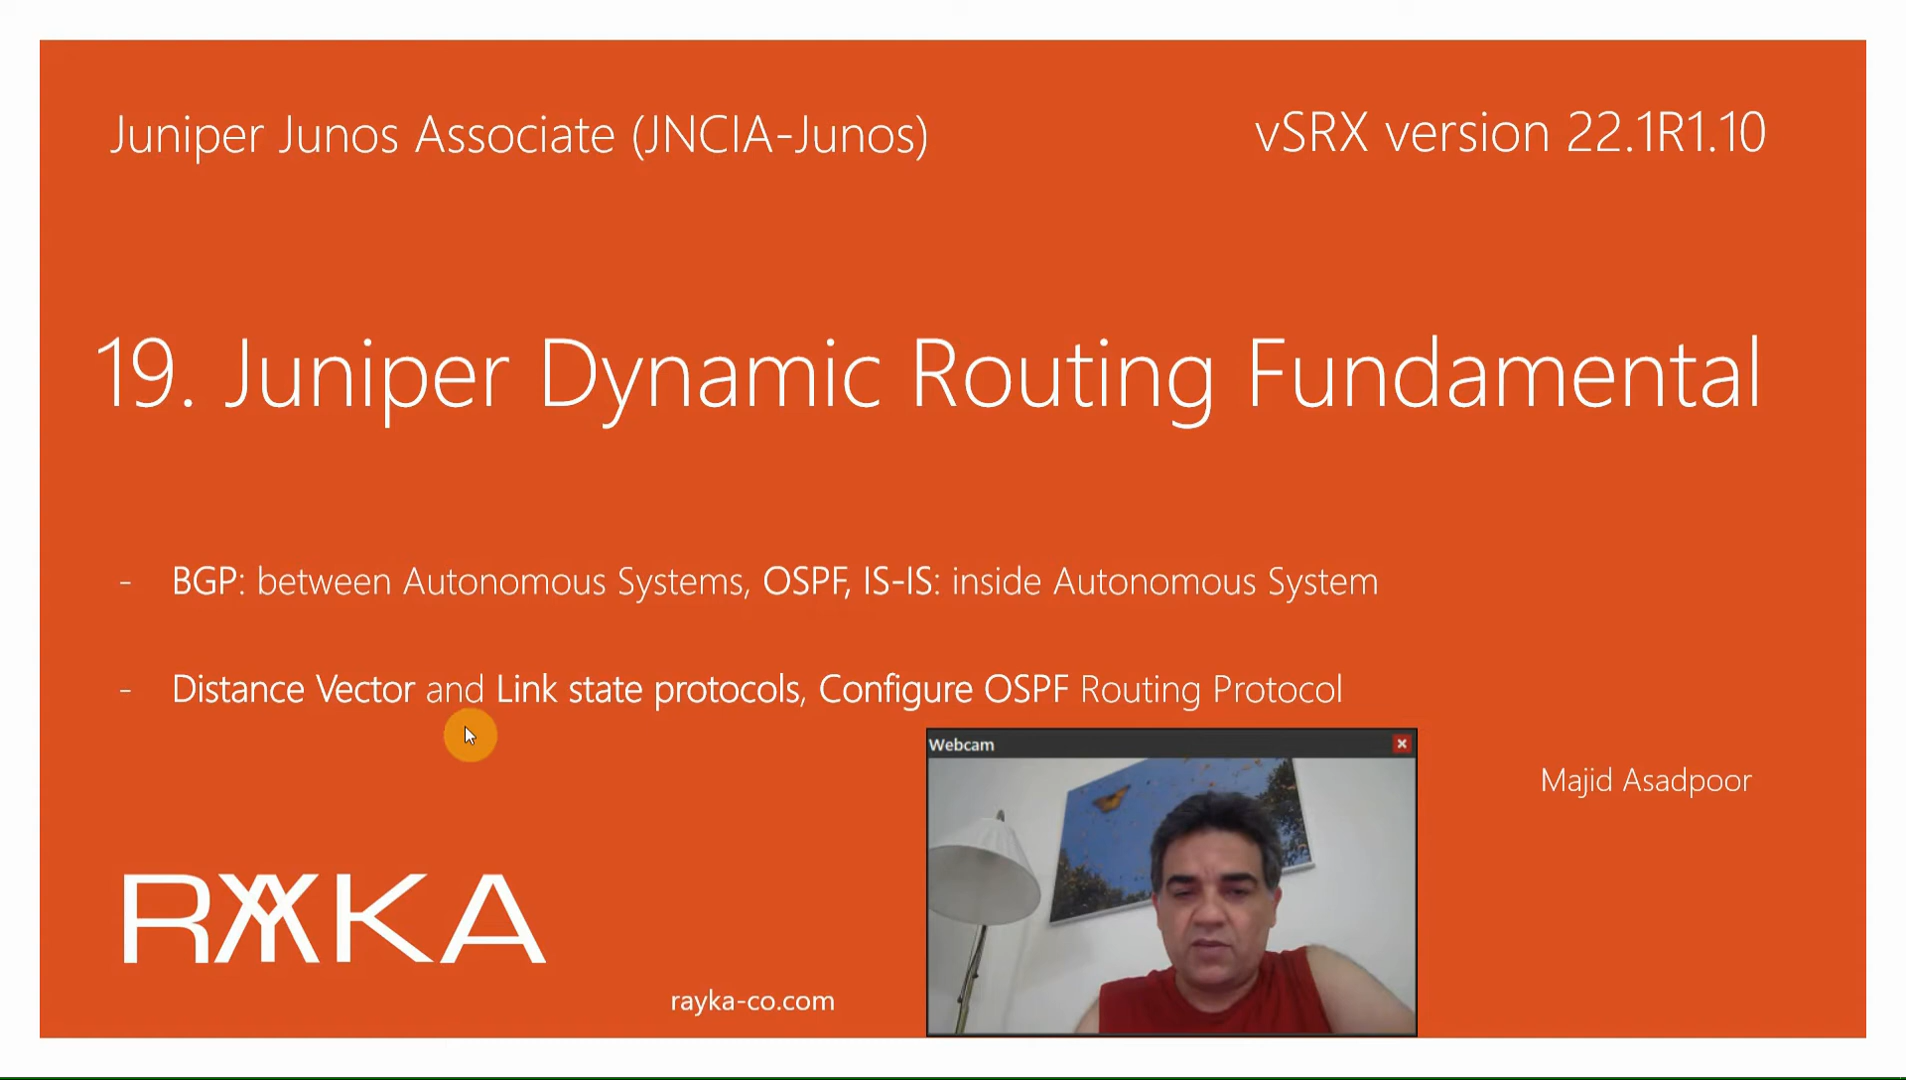 Juniper Junos Associate (JNCIA-Junos)
vSRX version 22.1R1.10
19. Juniper Dynamic Routing Fundamental
- BGP: between Autonomous Systems, OSPF, IS-IS: inside Autonomous System
- Distance Vector and Link state protocols, Configure OSPF Routing Protocol
Webcam
Majid Asadpoor
RAYKA
rayka-co.com